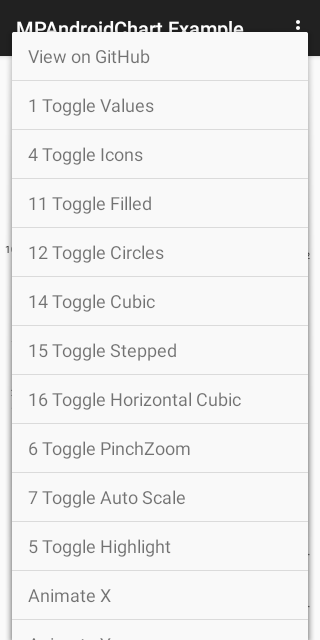 MPAndroidChart Example
View on GitHub
1 Toggle Values
4 Toggle Icons
11 Toggle Filled
12 Toggle Circles
14 Toggle Cubic
15 Toggle Stepped
16 Toggle Horizontal Cubic
6 Toggle PinchZoom
7 Toggle Auto Scale
5 Toggle Highlight
Animate X